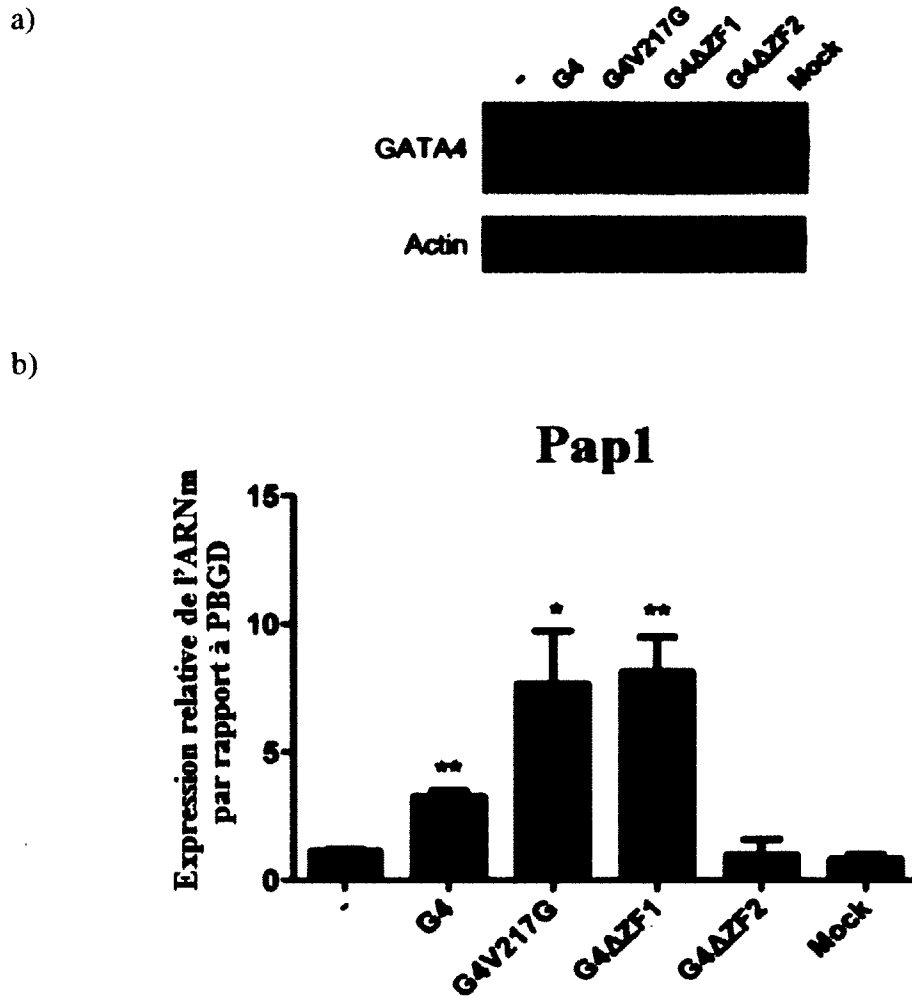 a)
- G4 G4V217G G4ΔZF1 G4ΔZF2 Mock
GATA4
Actin
b)
Pap1
Expression relative de l'ARNm
par rapport à PBGD
15
10
5
0
** * **
- G4 G4V217G G4ΔZF1 G4ΔZF2 Mock